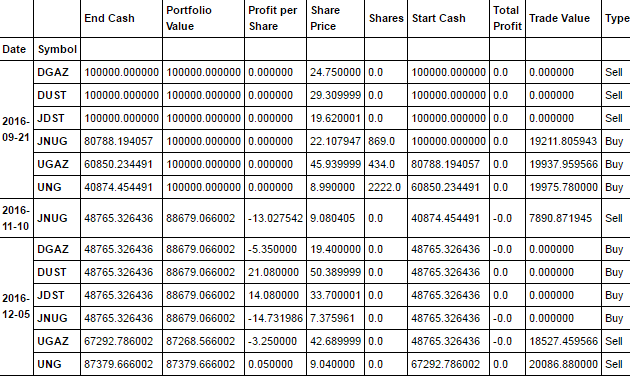 End Cash Portfolio Value Profit per Share Share Price Shares Start Cash Total Profit Trade Value Type
Date Symbol
2016-09-21 DGAZ 100000.000000 100000.000000 0.000000 24.750000 0.0 100000.000000 0.0 0.000000 Sell
DUST 100000.000000 100000.000000 0.000000 29.309999 0.0 100000.000000 0.0 0.000000 Sell
JDST 100000.000000 100000.000000 0.000000 19.620001 0.0 100000.000000 0.0 0.000000 Sell
JNUG 80788.194057 100000.000000 0.000000 22.107947 869.0 100000.000000 0.0 19211.805943 Buy
UGAZ 60850.234491 100000.000000 0.000000 45.939999 434.0 80788.194057 0.0 19937.959566 Buy
UNG 40874.454491 100000.000000 0.000000 8.990000 2222.0 60850.234491 0.0 19975.780000 Buy
2016-11-10 JNUG 48765.326436 88679.066002 -13.027542 9.080405 0.0 40874.454491 -0.0 7890.871945 Sell
2016-12-05 DGAZ 48765.326436 88679.066002 -5.350000 19.400000 0.0 48765.326436 -0.0 0.000000 Buy
DUST 48765.326436 88679.066002 21.080000 50.389999 0.0 48765.326436 0.0 0.000000 Buy
JDST 48765.326436 88679.066002 14.080000 33.700001 0.0 48765.326436 0.0 0.000000 Buy
JNUG 48765.326436 88679.066002 -14.731986 7.375961 0.0 48765.326436 -0.0 0.000000 Buy
UGAZ 67292.786002 87268.566002 -3.250000 42.689999 0.0 48765.326436 -0.0 18527.459566 Sell
UNG 87379.666002 87379.666002 0.050000 9.040000 0.0 67292.786002 0.0 20086.880000 Sell